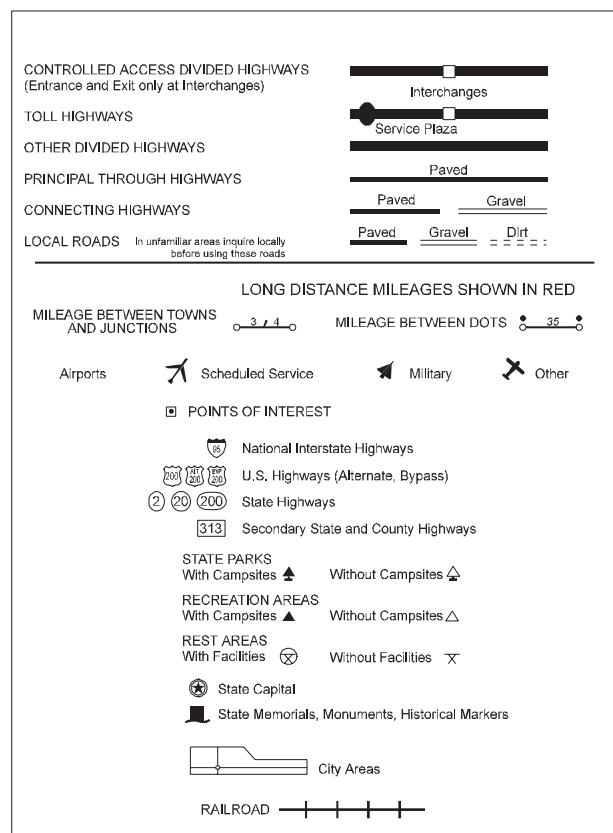 CONTROLLED ACCESS DIVIDED HIGHWAYS
(Entrance and Exit only at Interchanges)
Interchanges
TOLL HIGHWAYS
Service Plaza
OTHER DIVIDED HIGHWAYS
PRINCIPAL THROUGH HIGHWAYS Paved
CONNECTING HIGHWAYS Paved Gravel
LOCAL ROADS In unfamiliar areas inquire locally before using these roads Paved Gravel Dirt
LONG DISTANCE MILEAGES SHOWN IN RED
MILEAGE BETWEEN TOWNS
AND JUNCTIONS 3 / 4 MILEAGE BETWEEN DOTS 35
Airports Scheduled Service Military Other
POINTS OF INTEREST
95 National Interstate Highways
200 ALT 200 BYP 200 U.S. Highways (Alternate, Bypass)
2 20 200 State Highways
313 Secondary State and County Highways
STATE PARKS
With Campsites Without Campsites
RECREATION AREAS
With Campsites Without Campsites
REST AREAS
With Facilities Without Facilities
State Capital
State Memorials, Monuments, Historical Markers
City Areas
RAILROAD